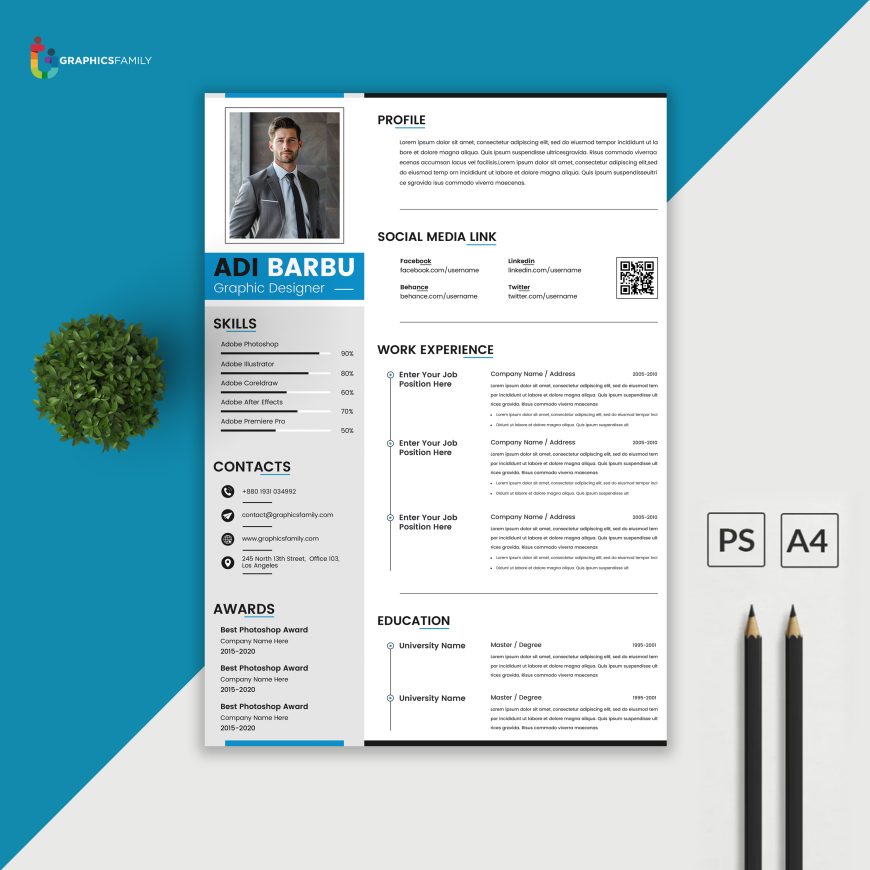 GRAPHICSFAMILY
ADI BARBU
Graphic Designer
SKILLS
Adobe Photoshop
90%
Adobe Illustrator
80%
Adobe Coreldraw
60%
Adobe After Effects
70%
Adobe Premiere Pro
50%
CONTACTS
+880 1931 034992
contact@graphicsfamily.com
www.graphicsfamily.com
245 North 13th Street, Office 103,
Los Angeles
AWARDS
Best Photoshop Award
Company Name Here
2015-2020
Best Photoshop Award
Company Name Here
2015-2020
Best Photoshop Award
Company Name Here
2015-2020
PROFILE
Lorem ipsum dolor sit amet, consectetur adipiscing elit, sed do eiusmod tempor incididunt ut la
bore et dolore magna aliqua. Quis ipsum suspendisse ultricesgravida. Risus commodo viverraa
ecenas accumsan lacus vel facilisis.Lorem ipsum dolor sit amet, consectetur adipiscing elit,sed
do eiusmod temp orn incididunt ut labore et dolore magna aliqua. Quis ipsum suspendisseultri
ce sgravida isus commodo viverra maecenas.
SOCIAL MEDIA LINK
Facebook
facebook.com/username
Linkedin
linkedin.com/username
Behance
behance.com/username
Twitter
twitter.com/username
WORK EXPERIENCE
Enter Your Job
Position Here
Company Name / Address
2005-2010
Lorem ipsum dolor sit amet, consectetur adipiscing elit, sed do eiusmod tem
por incididunt ut labore et dolore magna aliqua. Quis ipsum suspendisse ult
rices gravida. Risus commodo viverra maecenas
Lorem ipsum dolor sit amet, consectetur adipiscing elit, sed do eiusmod tempor inci
Didunt ut labore et dolore magna aliqua. Quis ipsum suspendisse ult
Enter Your Job
Position Here
Company Name / Address
2005-2010
Lorem ipsum dolor sit amet, consectetur adipiscing elit, sed do eiusmod tem
por incididunt ut labore et dolore magna aliqua. Quis ipsum suspendisse ult
rices gravida. Risus commodo viverra maecenas
Lorem ipsum dolor sit amet, consectetur adipiscing elit, sed do eiusmod tempor inci
Didunt ut labore et dolore magna aliqua. Quis ipsum suspendisse ult
Enter Your Job
Position Here
Company Name / Address
2005-2010
Lorem ipsum dolor sit amet, consectetur adipiscing elit, sed do eiusmod tem
por incididunt ut labore et dolore magna aliqua. Quis ipsum suspendisse ult
rices gravida. Risus commodo viverra maecenas
Lorem ipsum dolor sit amet, consectetur adipiscing elit, sed do eiusmod tempor inci
Didunt ut labore et dolore magna aliqua. Quis ipsum suspendisse ult
EDUCATION
University Name
Master / Degree
1995-2001
Lorem ipsum dolor sit amet, consectetur adipiscing elit, sed do eiusmod tem
por incididunt ut labore et dolore magna aliqua. Quis ipsum suspendisse ult
rices gravida. Risus commodo viverra maecenas
University Name
Master / Degree
1995-2001
Lorem ipsum dolor sit amet, consectetur adipiscing elit, sed do eiusmod tem
por incididunt ut labore et dolore magna aliqua. Quis ipsum suspendisse ult
rices gravida. Risus commodo viverra maecenas
PS
A4